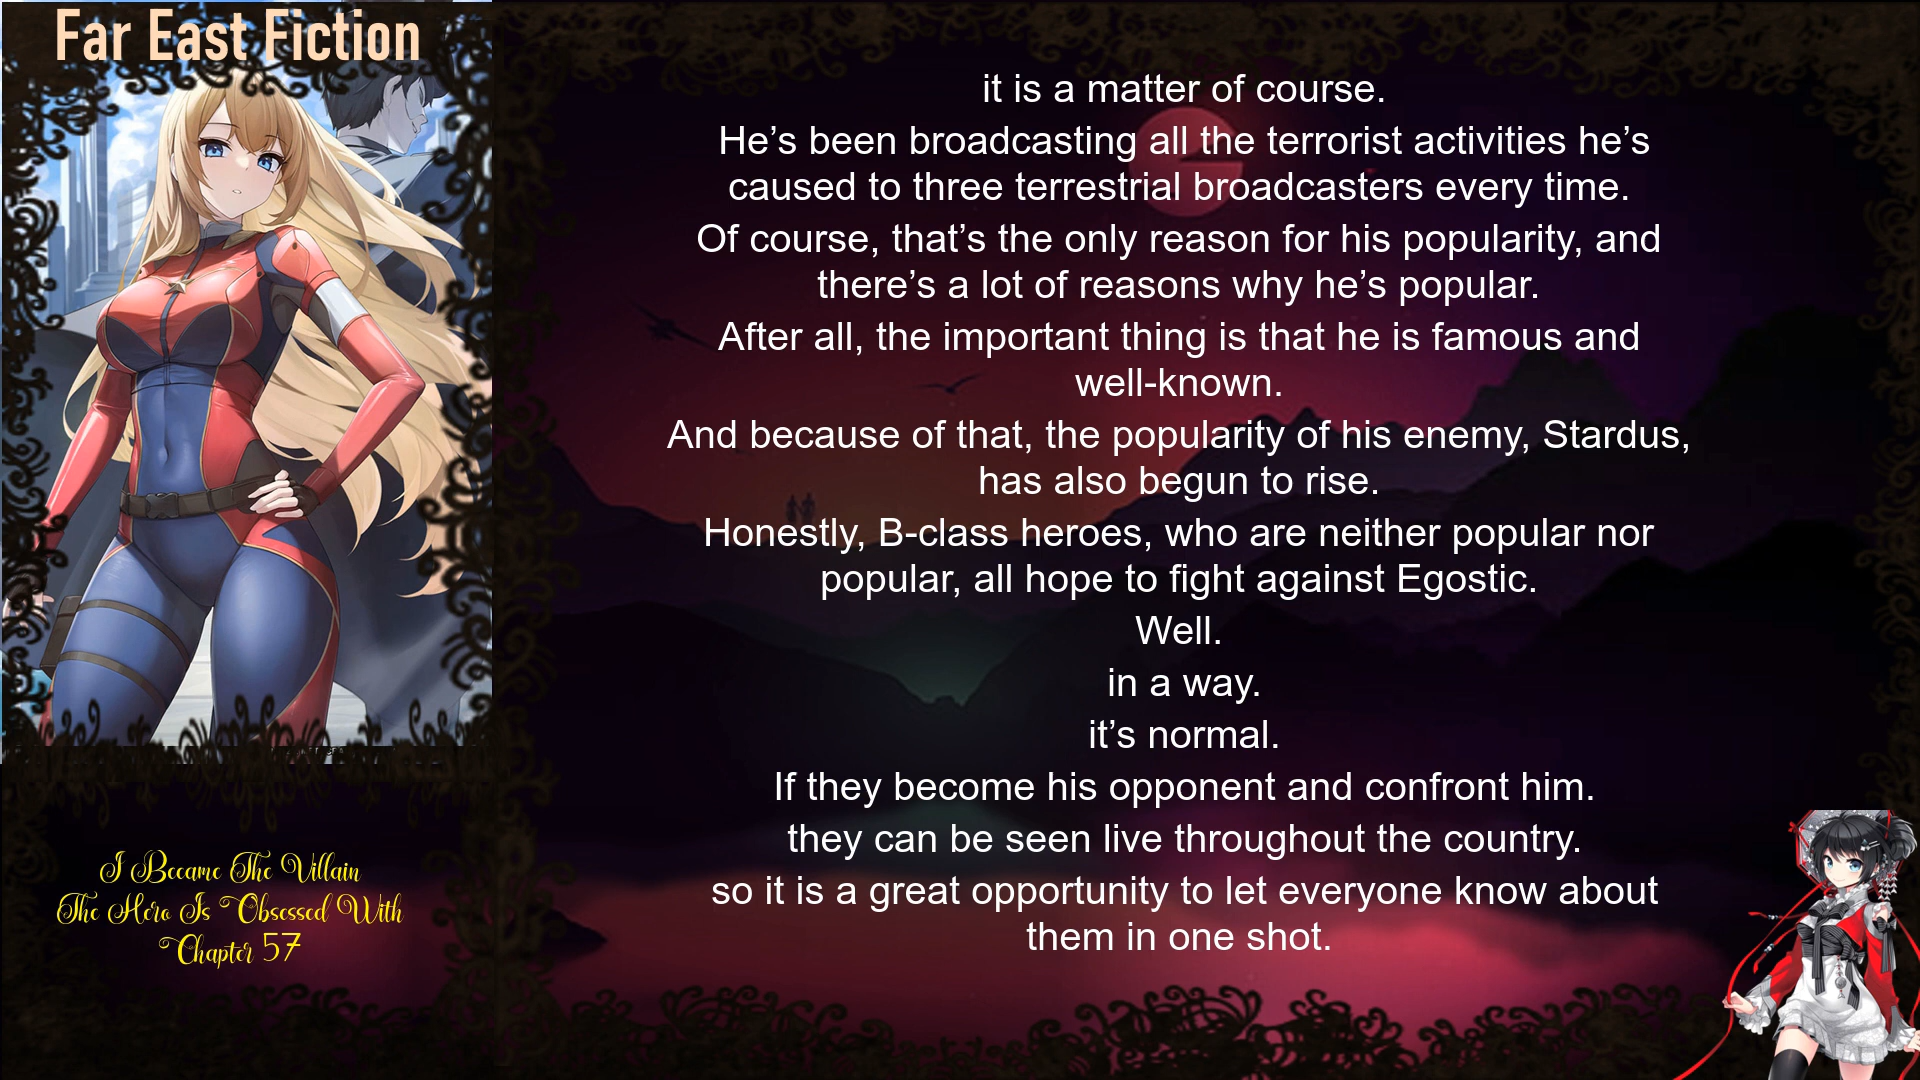 Far East Fiction
it is a matter of course.
He’s been broadcasting all the terrorist activities he’s
caused to three terrestrial broadcasters every time.
Of course, that’s the only reason for his popularity, and
there’s a lot of reasons why he’s popular.
After all, the important thing is that he is famous and
well-known.
And because of that, the popularity of his enemy, Stardus,
has also begun to rise.
Honestly, B-class heroes, who are neither popular nor
popular, all hope to fight against Egostic.
Well.
in a way.
it’s normal.
If they become his opponent and confront him.
they can be seen live throughout the country.
so it is a great opportunity to let everyone know about
them in one shot.
I Became The Villain
The Hero Is Obsessed With
Chapter 57